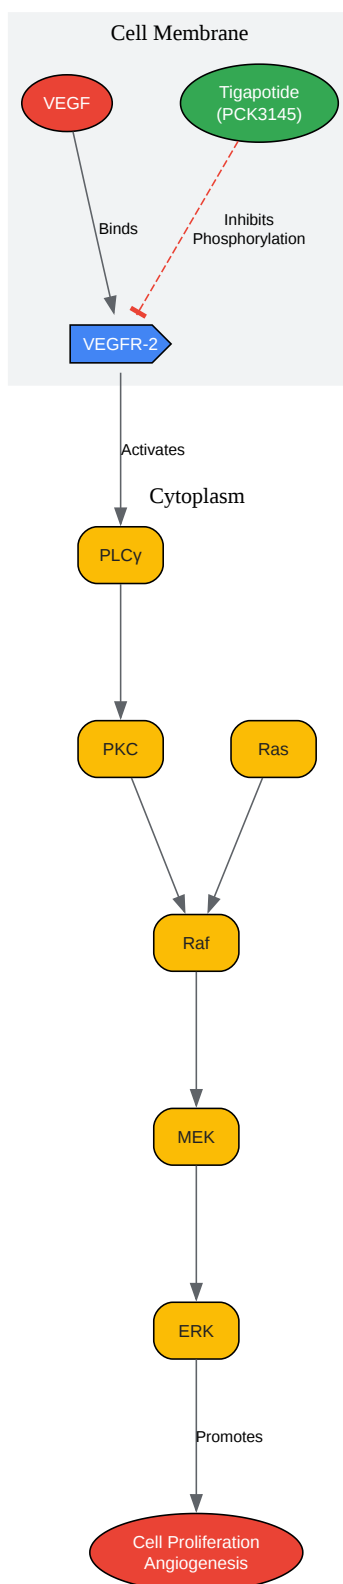 Cell Membrane
VEGF
Tigapotide
(PCK3145)
Binds
Inhibits
Phosphorylation
VEGFR-2
Activates
Cytoplasm
PLCγ
PKC
Ras
Raf
MEK
ERK
Promotes
Cell Proliferation
Angiogenesis